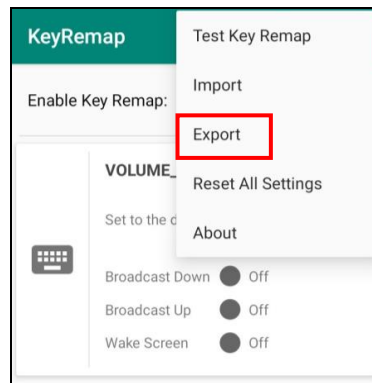 KeyRemap
Test Key Remap
Import
Enable Key Remap:
Export
VOLUME_
Reset All Settings
Set to the d
About
Broadcast Down Off
Broadcast Up Off
Wake Screen Off